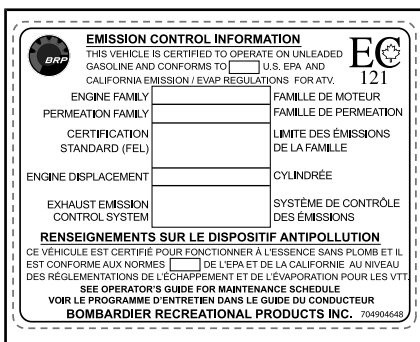 EMISSION CONTROL INFORMATION
BRP
THIS VEHICLE IS CERTIFIED TO OPERATE ON UNLEADED
GASOLINE AND CONFORMS TO U.S. EPA AND
CALIFORNIA EMISSION / EVAP REGULATIONS FOR ATV.
EC
121
ENGINE FAMILY FAMILLE DE MOTEUR
PERMEATION FAMILY FAMILLE DE PERMEATION
CERTIFICATION LIMITE DES ÉMISSIONS
STANDARD (FEL) DE LA FAMILLE
ENGINE DISPLACEMENT CYLINDRÉE
EXHAUST EMISSION SYSTÈME DE CONTRÔLE
CONTROL SYSTEM DES ÉMISSIONS
RENSEIGNEMENTS SUR LE DISPOSITIF ANTIPOLLUTION
CE VÉHICULE EST CERTIFIÉ POUR FONCTIONNER À L'ESSENCE SANS PLOMB ET IL
EST CONFORME AUX NORMES DE L'EPA ET DE LA CALIFORNIE AU NIVEAU
DES RÉGLEMENTATIONS DE L'ÉCHAPPEMENT ET DE L'ÉVAPORATION POUR LES VTT.
SEE OPERATOR'S GUIDE FOR MAINTENANCE SCHEDULE
VOIR LE PROGRAMME D'ENTRETIEN DANS LE GUIDE DU CONDUCTEUR
BOMBARDIER RECREATIONAL PRODUCTS INC. 704904648